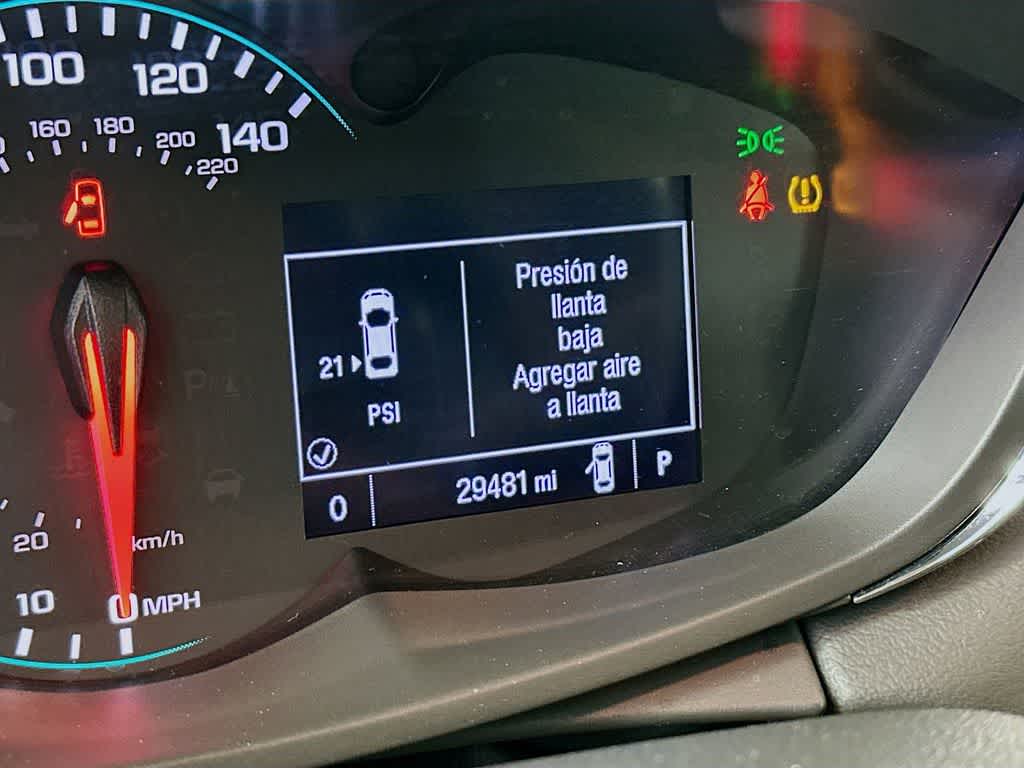 100
120
140
160
180
200
220
Presión de
llanta
baja
Agregar aire
a llanta
21
PSI
0
29481 mi
P
20
km/h
10
0 MPH